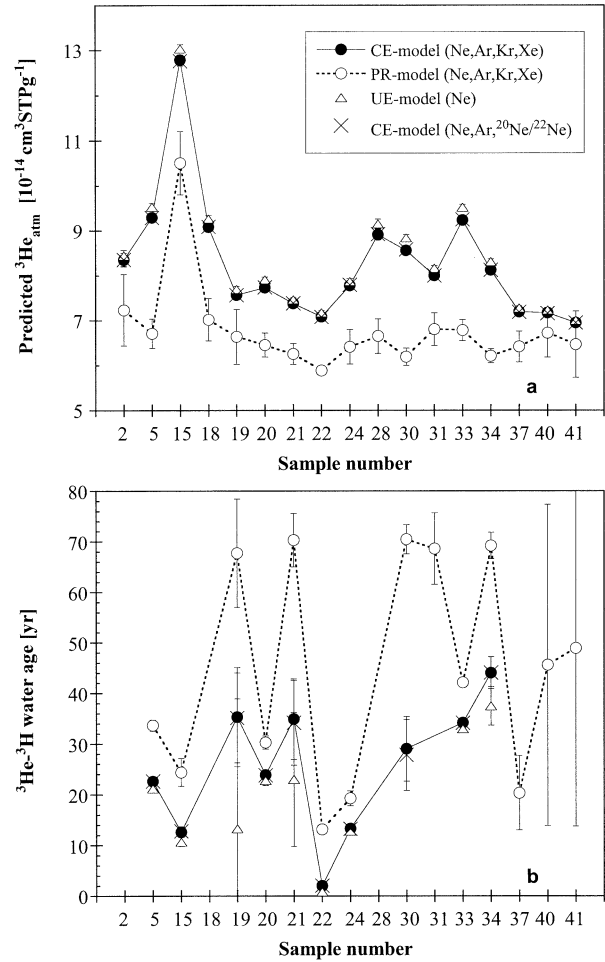 13
11
9
7
5
Predicted ³He_atm [10⁻¹⁴ cm³STPg⁻¹]
CE-model (Ne,Ar,Kr,Xe)
PR-model (Ne,Ar,Kr,Xe)
UE-model (Ne)
CE-model (Ne,Ar,²⁰Ne/²²Ne)
a
2 5 15 18 19 20 21 22 24 28 30 31 33 34 37 40 41
Sample number
80
70
60
50
40
30
20
10
0
³He-³H water age [yr]
b
2 5 15 18 19 20 21 22 24 28 30 31 33 34 37 40 41
Sample number